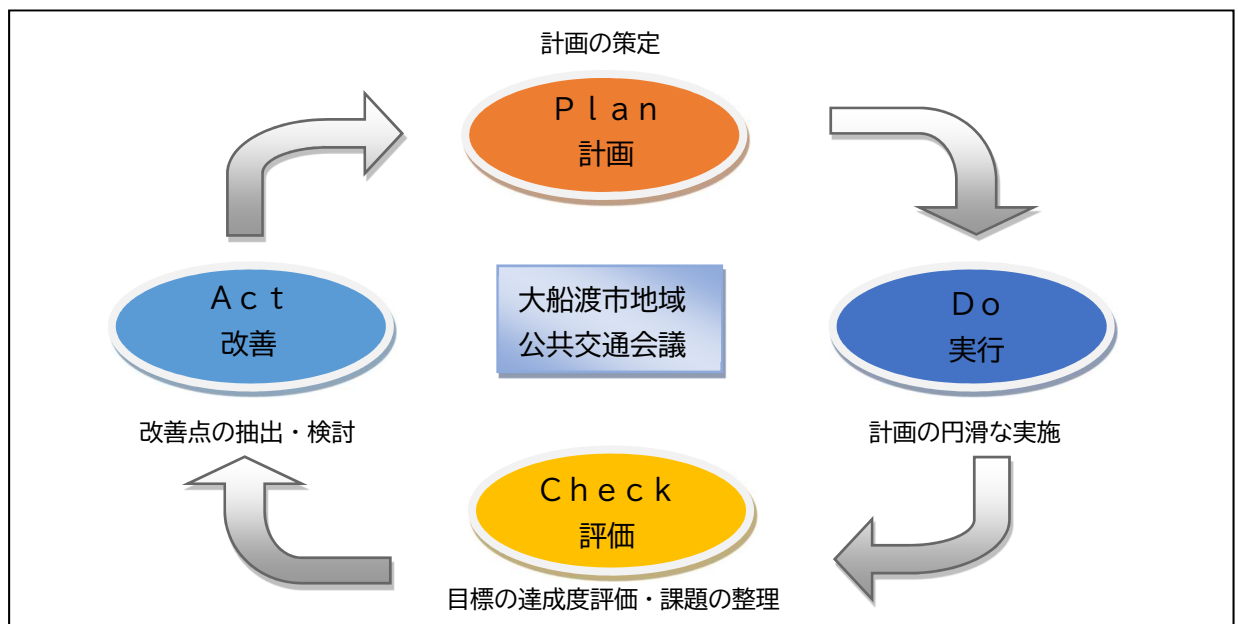 計画の策定
Ｐｌａｎ
計画
Ａｃｔ
改善
大船渡市地域
公共交通会議
Ｄｏ
実行
改善点の抽出・検討
計画の円滑な実施
Ｃｈｅｃｋ
評価
目標の達成度評価・課題の整理